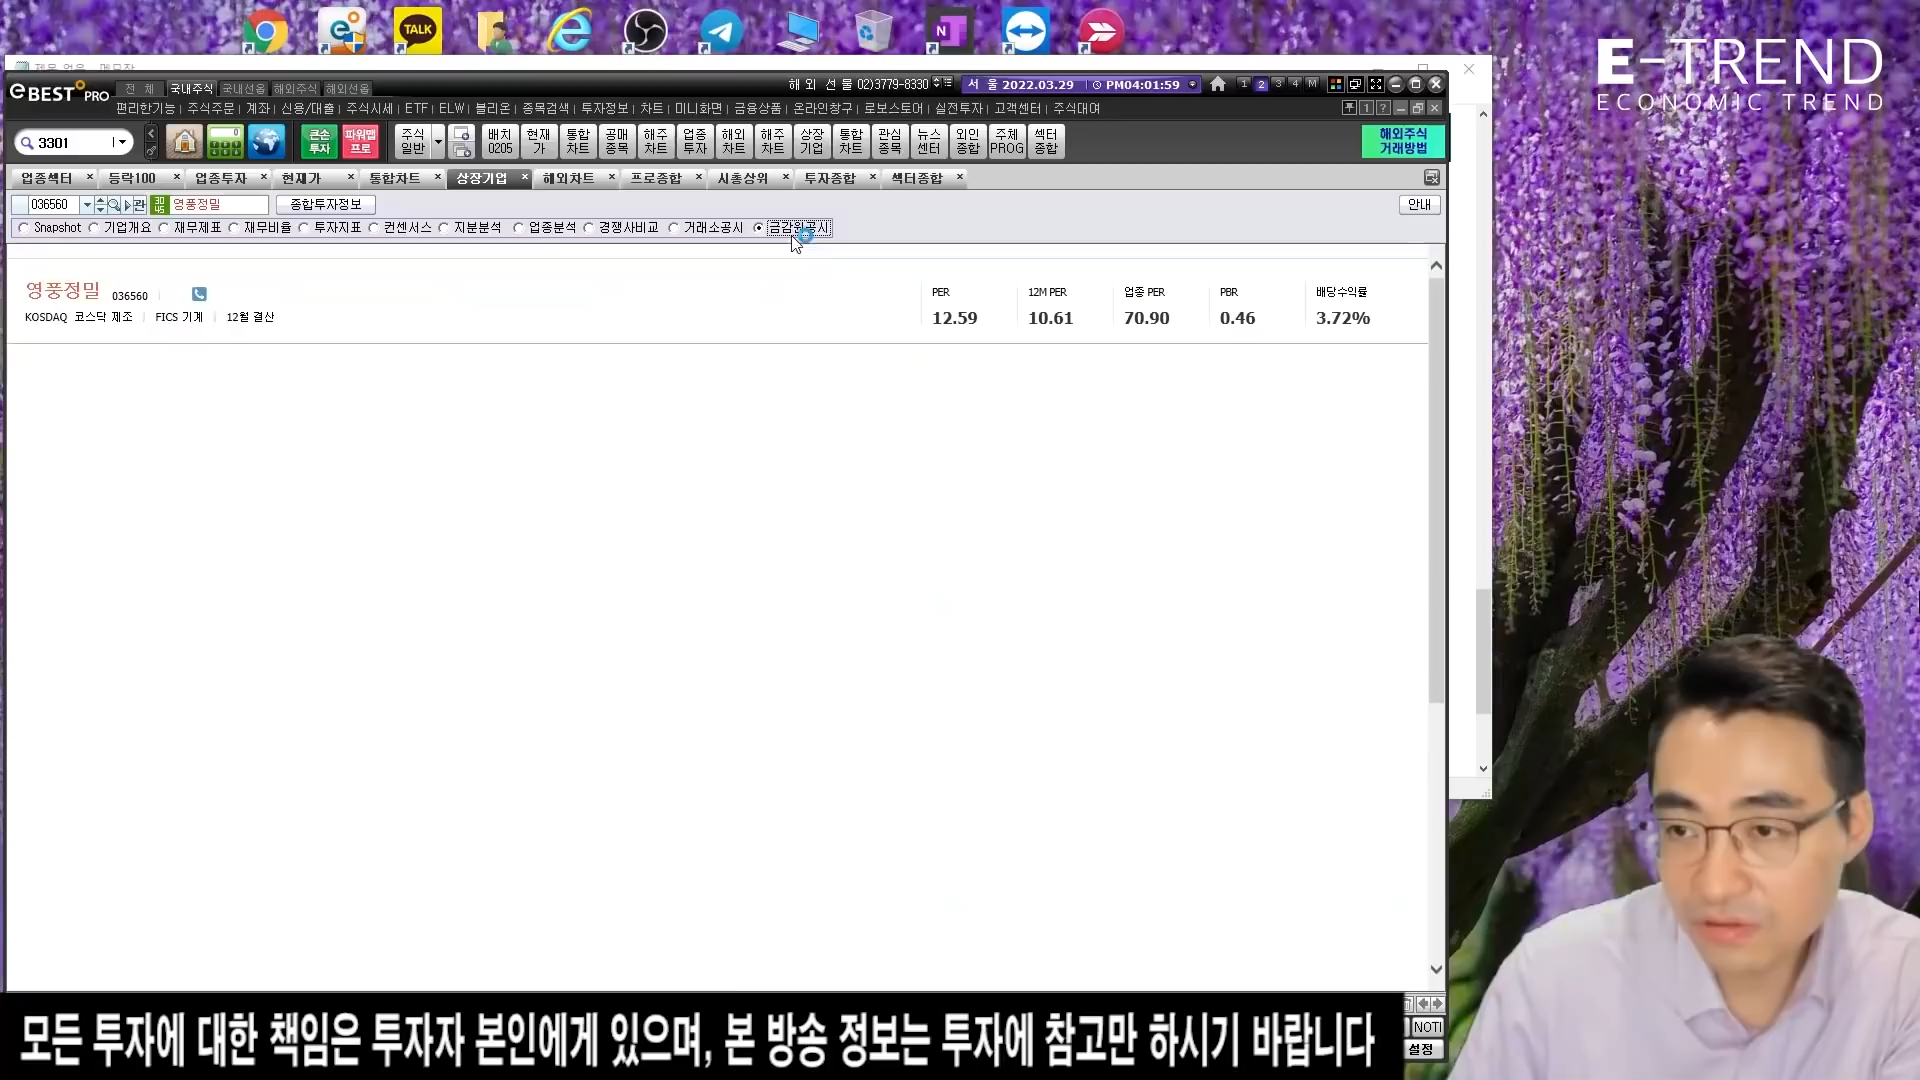 TALK
E-TREND
ECONOMIC TREND
eBEST PRO
전 체 국내주식 국내선옵 해외주식 해외선옵
해 외 선 물 02)3779-8330
서 울 2022.03.29 PM04:01:59
1 2 3 4 M
편리한기능 주식주문 계좌 신용/대출 주식시세 ETF ELW 불리온 종목검색 투자정보 차트 미니화면 금융상품 온라인창구 로보스토어 실전투자 고객센터 주식대여
3301
큰손 투자
파워맵 프로
주식 일반
배치 0205
현재 가
통합 차트
공매 종목
해주 차트
업종 투자
해외 차트
해주 차트
상장 기업
통합 차트
관심 종목
뉴스 센터
외인 종합
주체 PROG
섹터 종합
해외주식 거래방법
업종섹터 등락100 업종투자 현재가 통합차트 상장기업 해외차트 프로종합 시총상위 투자종합 섹터종합
036560 관 30 45 영풍정밀 종합투자정보 안내
Snapshot 기업개요 재무제표 재무비율 투자지표 컨센서스 지분분석 업종분석 경쟁사비교 거래소공시 금감원공시
영풍정밀 036560
KOSDAQ 코스닥 제조 FICS 기계 12월 결산
PER 12M PER 업종 PER PBR 배당수익률
12.59 10.61 70.90 0.46 3.72%
NOTI
설정
모든 투자에 대한 책임은 투자자 본인에게 있으며, 본 방송 정보는 투자에 참고만 하시기 바랍니다